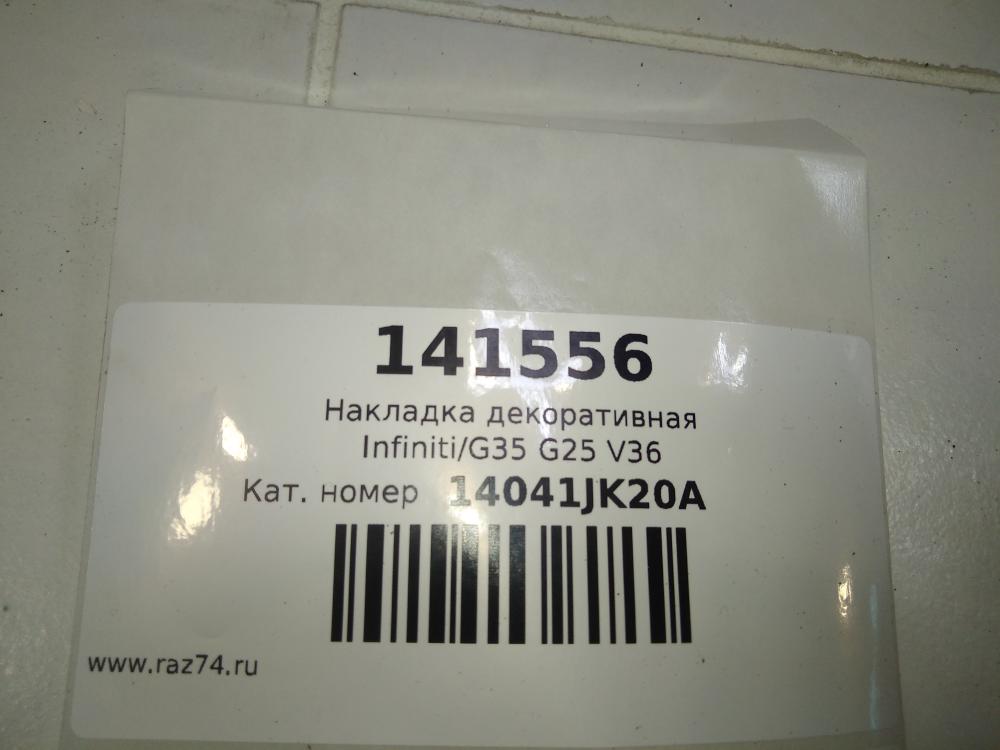 141556
Накладка декоративная
Infiniti/G35 G25 V36
Кат. номер 14041JK20A
www.raz74.ru